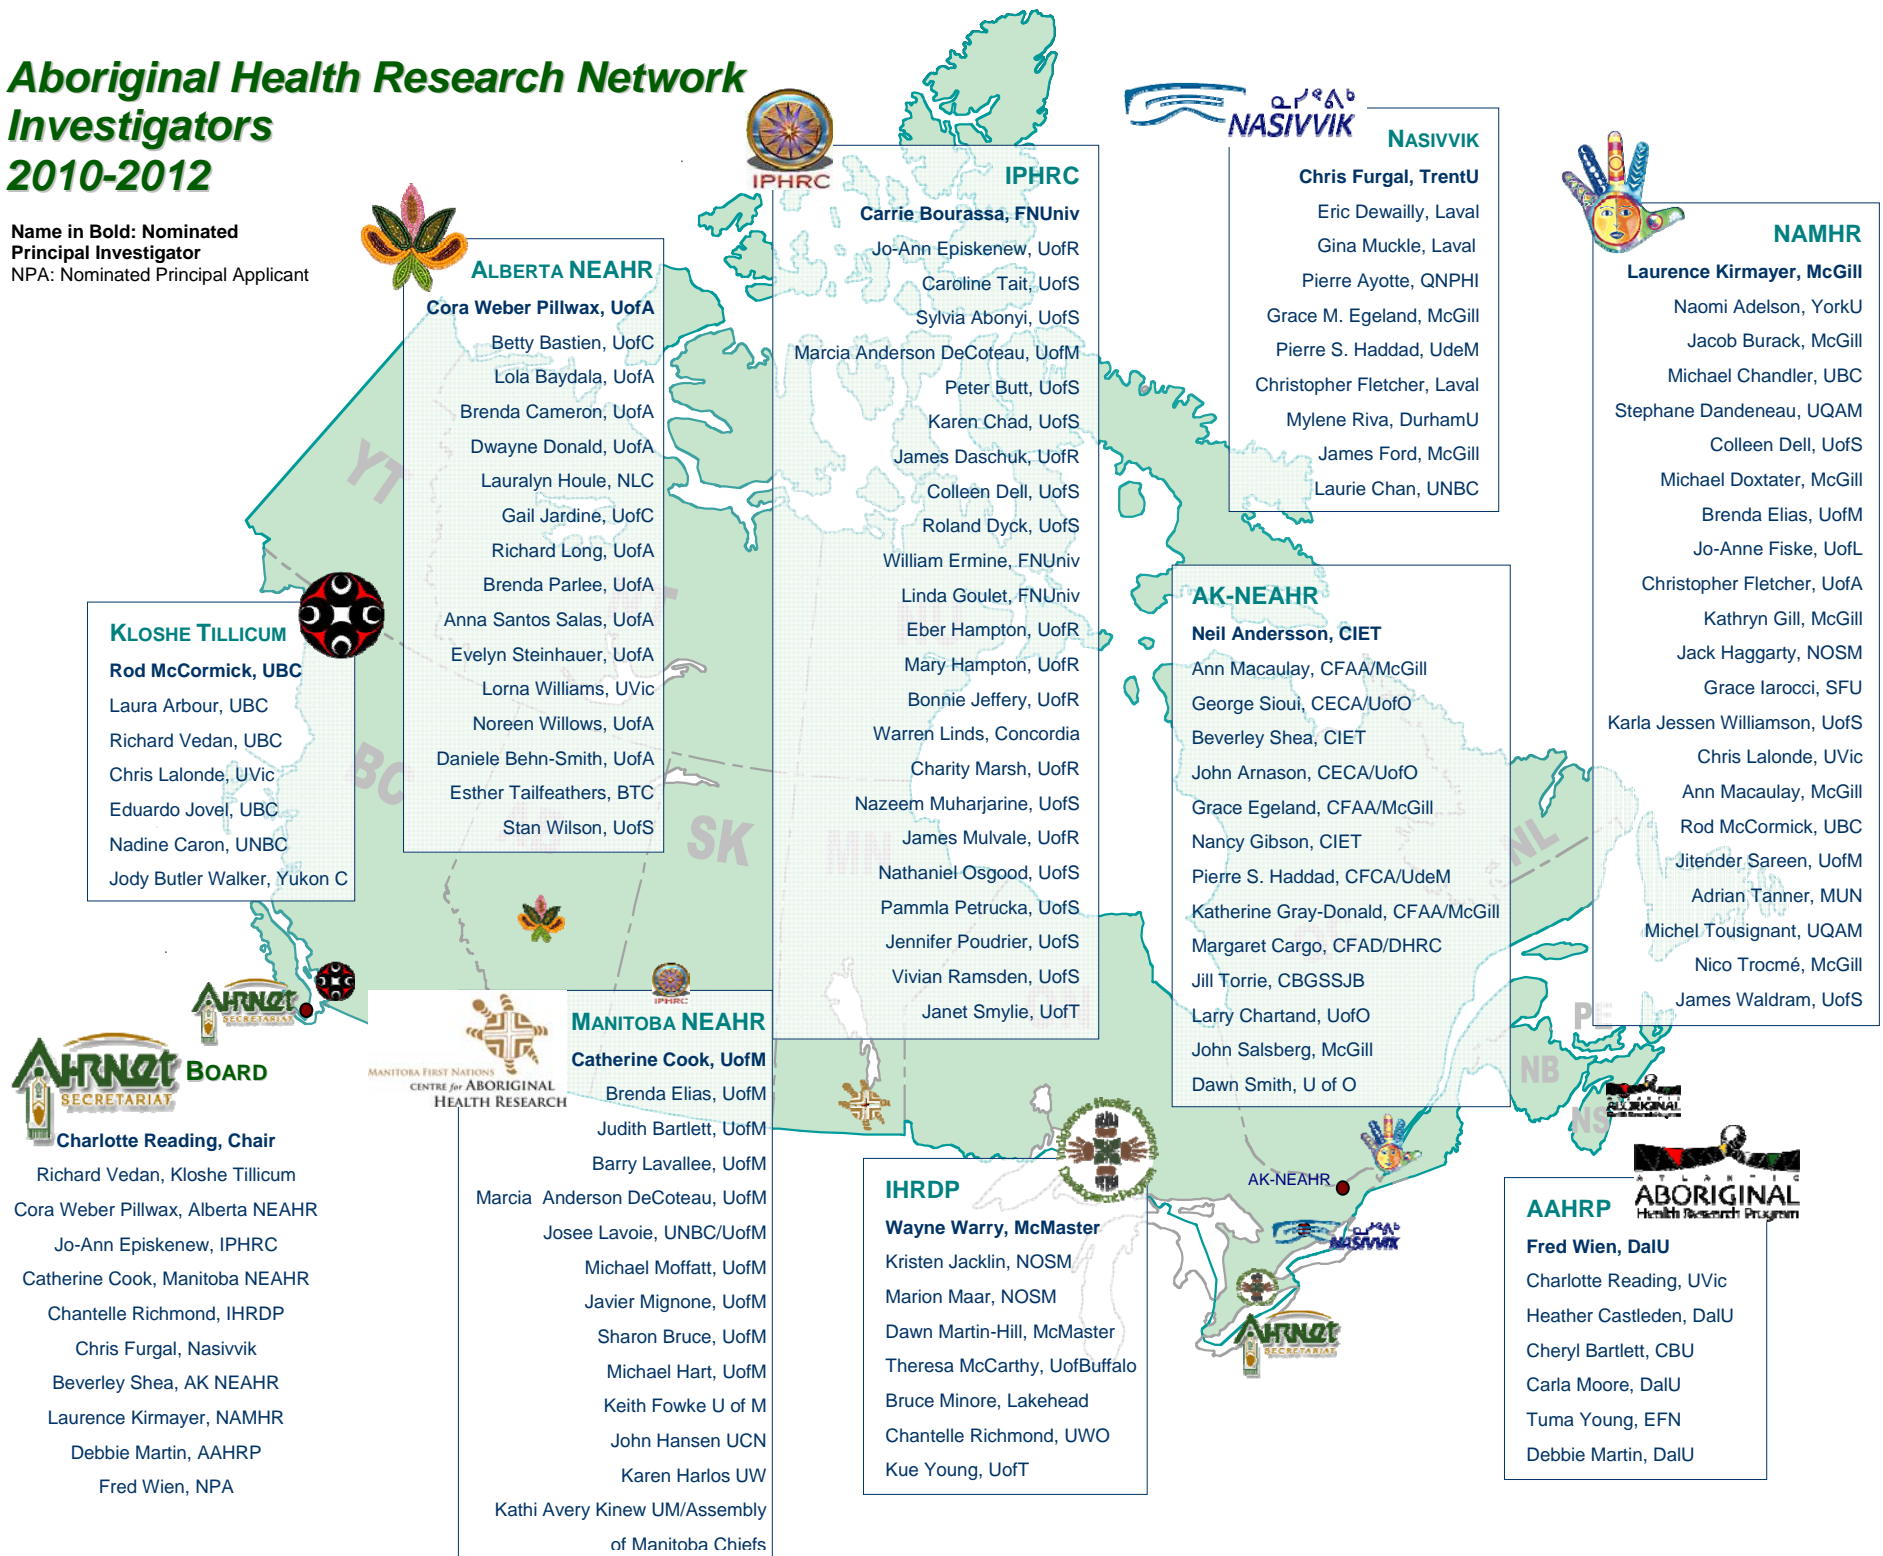 Aboriginal Health Research Network
Investigators
2010-2012
Name in Bold: Nominated
Principal Investigator
NPA: Nominated Principal Applicant
KLOSHE TILLICUM
Rod McCormick, UBC
Laura Arbour, UBC
Richard Vedan, UBC
Chris Lalonde, UVic
Eduardo Jovel, UBC
Nadine Caron, UNBC
Jody Butler Walker, Yukon C
ALBERTA NEAHR
Cora Weber Pillwax, UofA
Betty Bastien, UofC
Lola Baydala, UofA
Brenda Cameron, UofA
Dwayne Donald, UofA
Lauralyn Houle, NLC
Gail Jardine, UofC
Richard Long, UofA
Brenda Parlee, UofA
Anna Santos Salas, UofA
Evelyn Steinhauer, UofA
Lorna Williams, UVic
Noreen Willows, UofA
Daniele Behn-Smith, UofA
Esther Tailfeathers, BTC
Stan Wilson, UofS
IPHRC
IPHRC
Carrie Bourassa, FNUniv
Jo-Ann Episkenew, UofR
Caroline Tait, UofS
Sylvia Abonyi, UofS
Marcia Anderson DeCoteau, UofM
Peter Butt, UofS
Karen Chad, UofS
James Daschuk, UofR
Colleen Dell, UofS
Roland Dyck, UofS
William Ermine, FNUniv
Linda Goulet, FNUniv
Eber Hampton, UofR
Mary Hampton, UofR
Bonnie Jeffery, UofR
Warren Linds, Concordia
Charity Marsh, UofR
Nazeem Muharjarine, UofS
James Mulvale, UofR
Nathaniel Osgood, UofS
Pammla Petrucka, UofS
Jennifer Poudrier, UofS
Vivian Ramsden, UofS
Janet Smylie, UofT
ᓇᓯᕝᕕᒃ
NASIVVIK
NASIVVIK
Chris Furgal, TrentU
Eric Dewailly, Laval
Gina Muckle, Laval
Pierre Ayotte, QNPHI
Grace M. Egeland, McGill
Pierre S. Haddad, UdeM
Christopher Fletcher, Laval
Mylene Riva, DurhamU
James Ford, McGill
Laurie Chan, UNBC
NAMHR
Laurence Kirmayer, McGill
Naomi Adelson, YorkU
Jacob Burack, McGill
Michael Chandler, UBC
Stephane Dandeneau, UQAM
Colleen Dell, UofS
Michael Doxtater, McGill
Brenda Elias, UofM
Jo-Anne Fiske, UofL
Christopher Fletcher, UofA
Kathryn Gill, McGill
Jack Haggarty, NOSM
Grace Iarocci, SFU
Karla Jessen Williamson, UofS
Chris Lalonde, UVic
Ann Macaulay, McGill
Rod McCormick, UBC
Jitender Sareen, UofM
Adrian Tanner, MUN
Michel Tousignant, UQAM
Nico Trocmé, McGill
James Waldram, UofS
AK-NEAHR
Neil Andersson, CIET
Ann Macaulay, CFAA/McGill
George Sioui, CECA/UofO
Beverley Shea, CIET
John Arnason, CECA/UofO
Grace Egeland, CFAA/McGill
Nancy Gibson, CIET
Pierre S. Haddad, CFCA/UdeM
Katherine Gray-Donald, CFAA/McGill
Margaret Cargo, CFAD/DHRC
Jill Torrie, CBGSSJB
Larry Chartand, UofO
John Salsberg, McGill
Dawn Smith, U of O
YT
BC
SK
MN
NL
PE
NB
NS
AHRNet
SECRETARIAT
IPHRC
AHRNet
SECRETARIAT
BOARD
Charlotte Reading, Chair
Richard Vedan, Kloshe Tillicum
Cora Weber Pillwax, Alberta NEAHR
Jo-Ann Episkenew, IPHRC
Catherine Cook, Manitoba NEAHR
Chantelle Richmond, IHRDP
Chris Furgal, Nasivvik
Beverley Shea, AK NEAHR
Laurence Kirmayer, NAMHR
Debbie Martin, AAHRP
Fred Wien, NPA
MANITOBA FIRST NATIONS
CENTRE for ABORIGINAL
HEALTH RESEARCH
MANITOBA NEAHR
Catherine Cook, UofM
Brenda Elias, UofM
Judith Bartlett, UofM
Barry Lavallee, UofM
Marcia Anderson DeCoteau, UofM
Josee Lavoie, UNBC/UofM
Michael Moffatt, UofM
Javier Mignone, UofM
Sharon Bruce, UofM
Michael Hart, UofM
Keith Fowke U of M
John Hansen UCN
Karen Harlos UW
Kathi Avery Kinew UM/Assembly
of Manitoba Chiefs
Indigenous Health Research
Development Program
IHRDP
Wayne Warry, McMaster
Kristen Jacklin, NOSM
Marion Maar, NOSM
Dawn Martin-Hill, McMaster
Theresa McCarthy, UofBuffalo
Bruce Minore, Lakehead
Chantelle Richmond, UWO
Kue Young, UofT
AK-NEAHR
NASIVVIK
AHRNet
SECRETARIAT
ATLANTIC
ABORIGINAL
ATLANTIC
ABORIGINAL
Health Research Program
AAHRP
Fred Wien, DalU
Charlotte Reading, UVic
Heather Castleden, DalU
Cheryl Bartlett, CBU
Carla Moore, DalU
Tuma Young, EFN
Debbie Martin, DalU